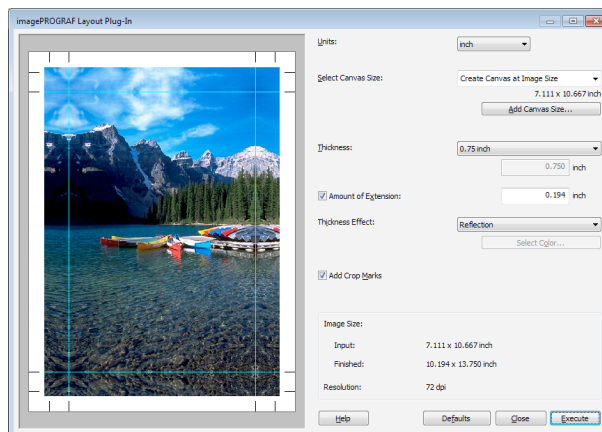 imagePROGRAF Layout Plug-In
Units: inch
Select Canvas Size: Create Canvas at Image Size
7.111 x 10.667 inch
Add Canvas Size...
Thickness: 0.75 inch
0.750 inch
Amount of Extension: 0.194 inch
Thickness Effect: Reflection
Select Color...
Add Crop Marks
Image Size:
Input: 7.111 x 10.667 inch
Finished: 10.194 x 13.750 inch
Resolution: 72 dpi
Help Defaults Close Execute